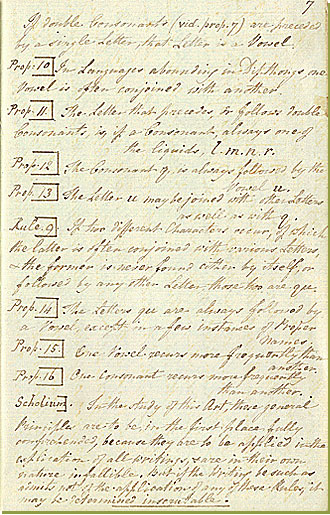 7
If double Consonants (vid. prop. 7) are preceded
by a single Letter, that Letter is a Vowel.
Prop. 10 In Languages abounding in Dipthongs one
Vowel is often conjoined with another.
Prop. 11. The Letter that precedes, or follows double
Consonants, is, if a Consonant, always one of
the liquids, l. m. n. r.
Prop. 12 The Consonant q. is always followed by the
Vowel u.
Prop. 13 The Letter u may be joined with other Letters
as well as with q
Rule. 9. If two different Characters occur, of which
the latter is often conjoined with various Letters,
& the former is never found either by itself, or
followed by any other Letter those two are que.
Prop. 14 The Letters qu are always followed by
a Vowel, except in a few instances of Proper
Names.
Prop. 15. One Vowel recurs more frequently than
another.
Prop. 16 One Consonant recurs more frequently
than another.
Scholium. In the Study of this Art, these general
Principles are to be, in the first place, fully
comprehended, because they are to be applied in the
explication of all writings, & are in their own
nature infallible. But if the Writing be such as
admits not of the application of any of these Rules, it
may be determined inscrutable.